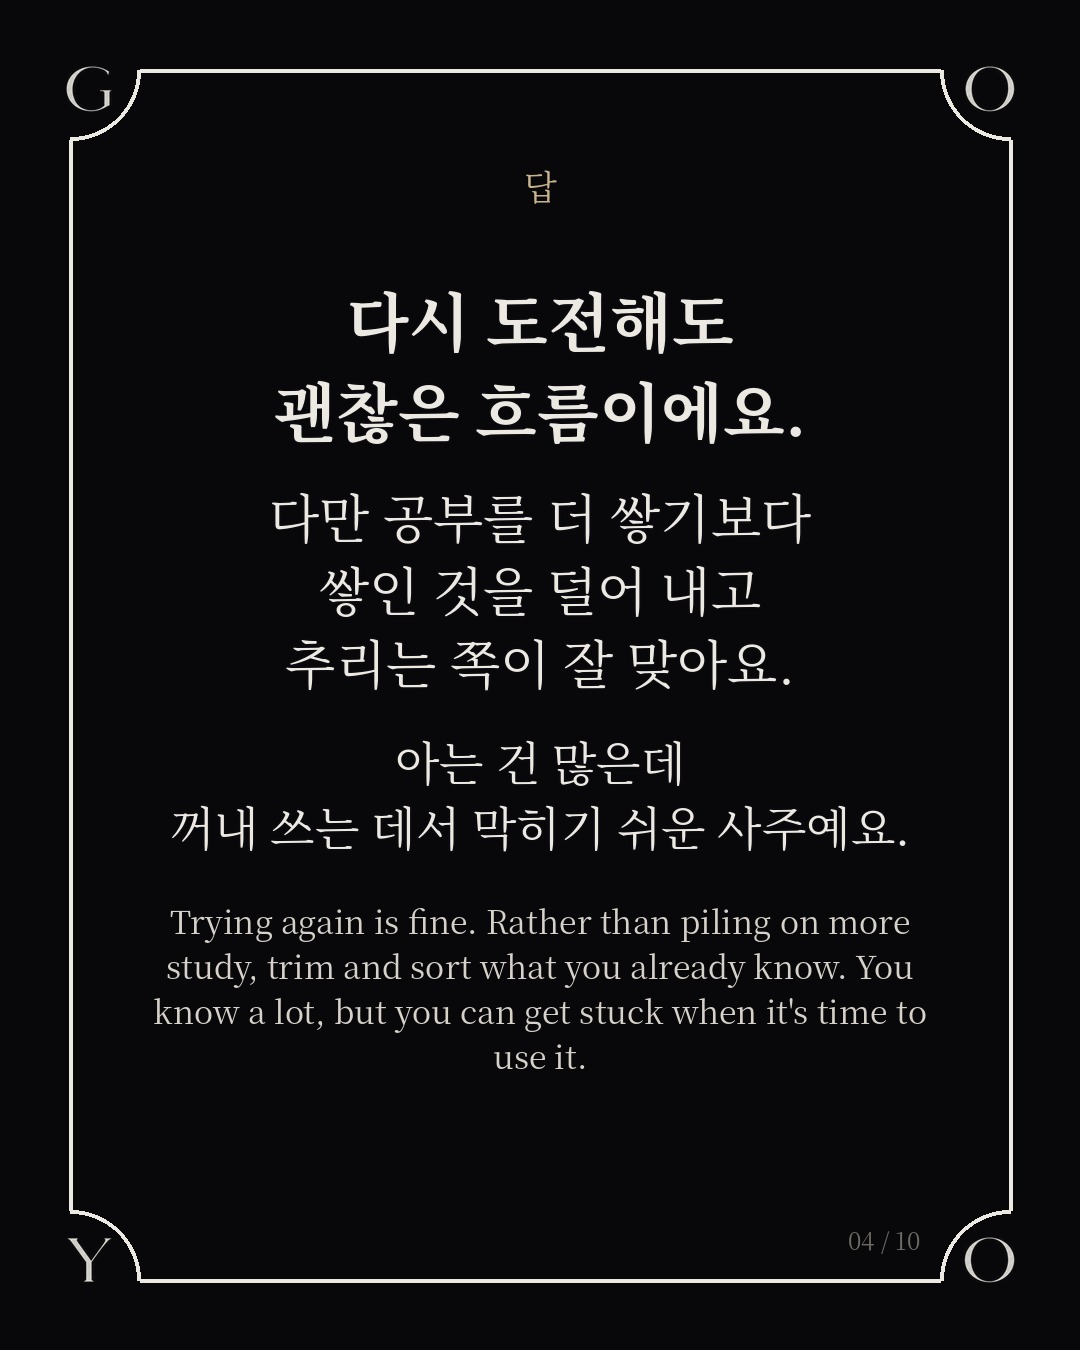 G O
답
다시 도전해도
괜찮은 흐름이에요.
다만 공부를 더 쌓기보다
쌓인 것을 덜어 내고
추리는 쪽이 잘 맞아요.
아는 건 많은데
꺼내 쓰는 데서 막히기 쉬운 사주예요.
Trying again is fine. Rather than piling on more
study, trim and sort what you already know. You
know a lot, but you can get stuck when it's time to
use it.
04 / 10
Y O